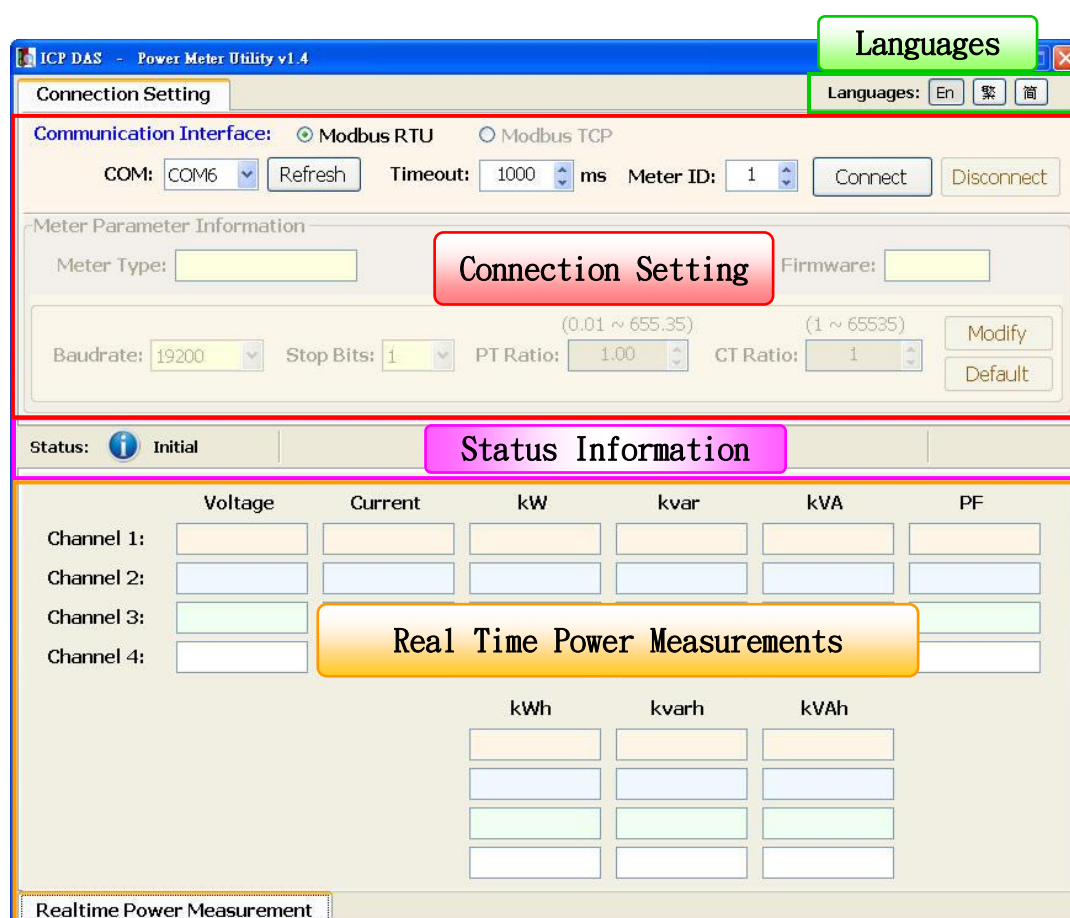 Languages
ICP DAS - Power Meter Utility v1.4
Connection Setting
Languages: En 繁 简
Communication Interface: Modbus RTU Modbus TCP
COM: COM6 Refresh Timeout: 1000 ms Meter ID: 1 Connect Disconnect
Meter Parameter Information
Meter Type: Connection Setting Firmware:
(0.01 ~ 655.35) (1 ~ 65535)
Baudrate: 19200 Stop Bits: 1 PT Ratio: 1.00 CT Ratio: 1 Modify
Default
Status: Initial Status Information
Voltage Current kW kvar kVA PF
Channel 1:
Channel 2:
Channel 3:
Real Time Power Measurements
Channel 4:
kWh kvarh kVAh
Realtime Power Measurement